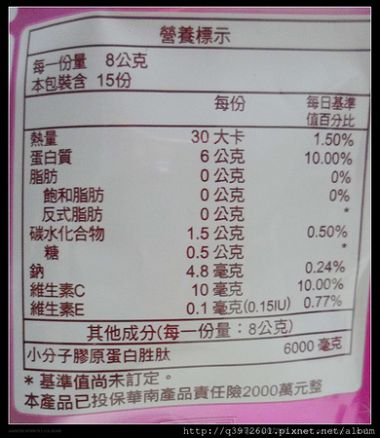 營養標示
每一份量 8公克
本包裝含 15份
每份 每日基準
值百分比
熱量 30 大卡 1.50%
蛋白質 6 公克 10.00%
脂肪 0 公克 0%
飽和脂肪 0 公克 0%
反式脂肪 0 公克 *
碳水化合物 1.5 公克 0.50%
糖 0.5 公克 *
鈉 4.8 毫克 0.24%
維生素C 10 毫克 10.00%
維生素E 0.1 毫克(0.15IU) 0.77%
其他成分(每一份量：8公克)
小分子膠原蛋白胜肽 6000 毫克
* 基準值尚未訂定。
本產品已投保華南產品責任險2000萬元整
http://q3972601.pixnet.net/album